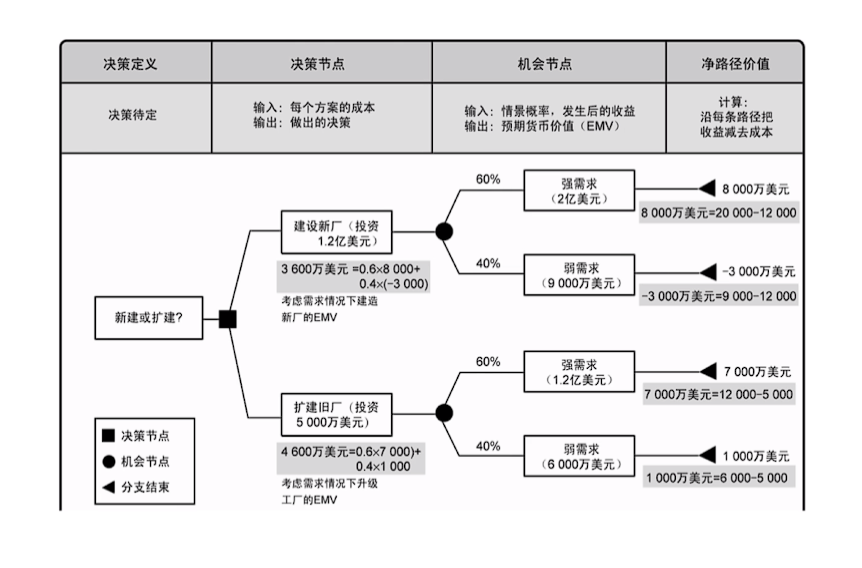 决策定义
决策节点
机会节点
净路径价值
决策待定
输入：每个方案的成本
输出：做出的决策
输入：情景概率，发生后的收益
输出：预期货币价值（EMV）
计算：
沿每条路径把
收益减去成本
60%
强需求
（2亿美元）
8 000万美元
8 000万美元=20 000-12 000
建设新厂（投资
1.2亿美元）
3 600万美元 =0.6×8 000+
0.4×(-3 000)
考虑需求情况下建造
新厂的EMV
40%
弱需求
（9 000万美元）
-3 000万美元
-3 000万美元=9 000-12 000
新建或扩建?
60%
强需求
（1.2亿美元）
7 000万美元
7 000万美元=12 000-5 000
扩建旧厂（投资
5 000万美元）
4 600万美元=0.6×7 000)+
0.4×1 000
考虑需求情况下升级
工厂的EMV
40%
弱需求
（6 000万美元）
1 000万美元
1 000万美元=6 000-5 000
决策节点
机会节点
分支结束